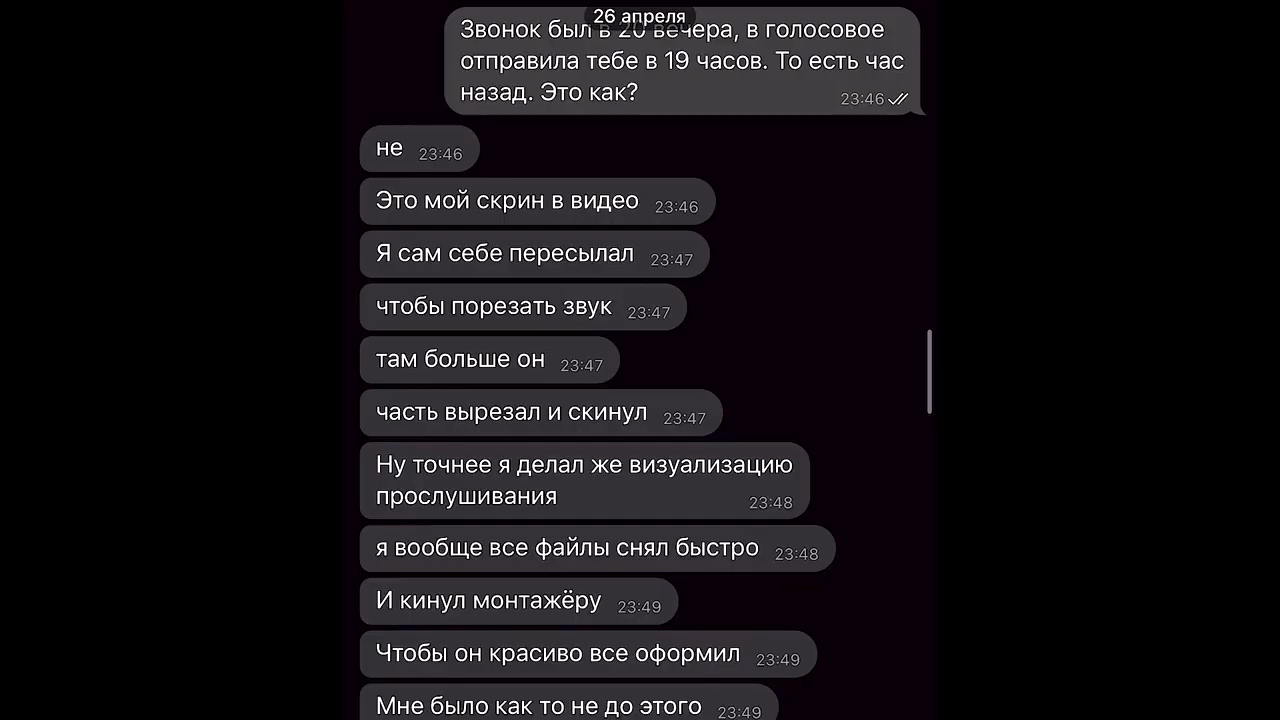 26 апреля
Звонок был в 20 вечера, в голосовое
отправила тебе в 19 часов. То есть час
назад. Это как?
23:46
не 23:46
Это мой скрин в видео 23:46
Я сам себе пересылал 23:47
чтобы порезать звук 23:47
там больше он 23:47
часть вырезал и скинул 23:47
Ну точнее я делал же визуализацию
прослушивания 23:48
я вообще все файлы снял быстро 23:48
И кинул монтажёру 23:49
Чтобы он красиво все оформил 23:49
Мне было как то не до этого 23:49